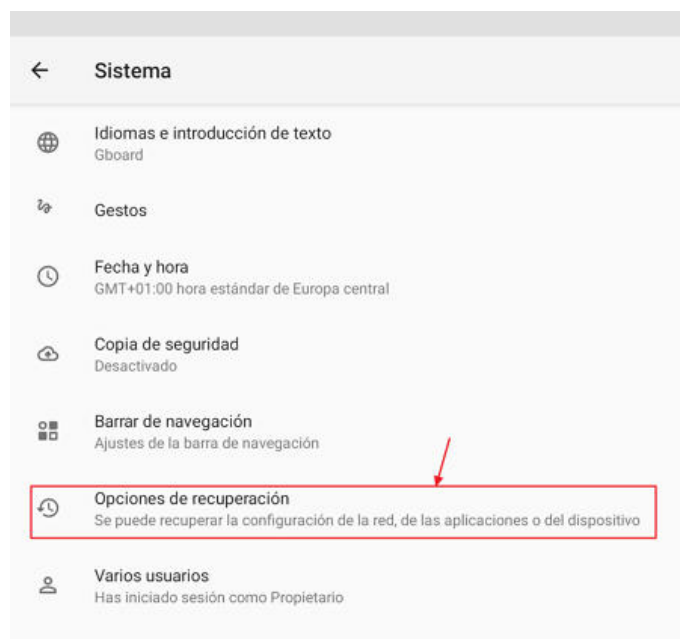 Sistema
Idiomas e introducción de texto
Gboard
Gestos
Fecha y hora
GMT+01:00 hora estándar de Europa central
Copia de seguridad
Desactivado
Barrar de navegación
Ajustes de la barra de navegación
Opciones de recuperación
Se puede recuperar la configuración de la red, de las aplicaciones o del dispositivo
Varios usuarios
Has iniciado sesión como Propietario